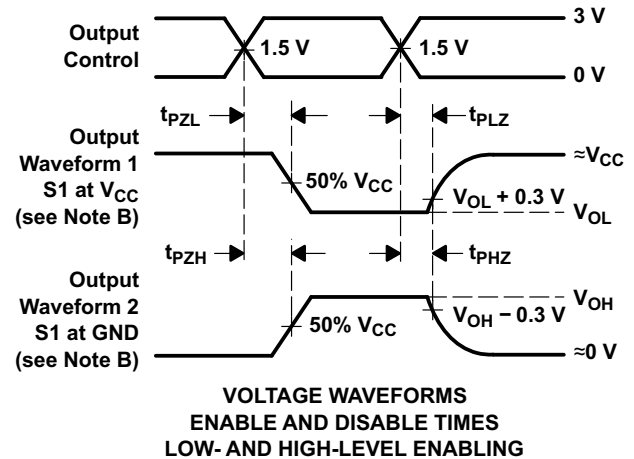 3 V
Output
Control
1.5 V
1.5 V
0 V
tPZL
tPLZ
Output
Waveform 1
S1 at VCC
(see Note B)
≈VCC
50% VCC
VOL + 0.3 V
VOL
tPZH
tPHZ
Output
Waveform 2
S1 at GND
(see Note B)
VOH
50% VCC
VOH − 0.3 V
≈0 V
VOLTAGE WAVEFORMS
ENABLE AND DISABLE TIMES
LOW- AND HIGH-LEVEL ENABLING